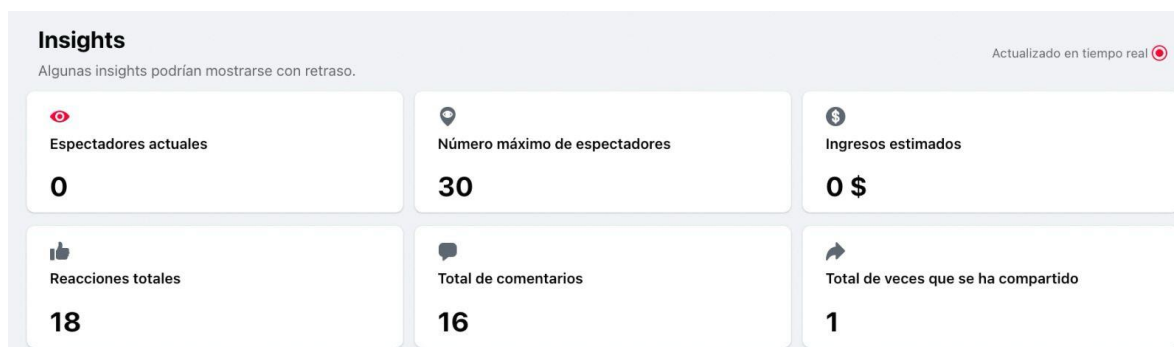 Insights
Actualizado en tiempo real
Algunas insights podrían mostrarse con retraso.
Espectadores actuales
0
Número máximo de espectadores
30
Ingresos estimados
0 $
Reacciones totales
18
Total de comentarios
16
Total de veces que se ha compartido
1